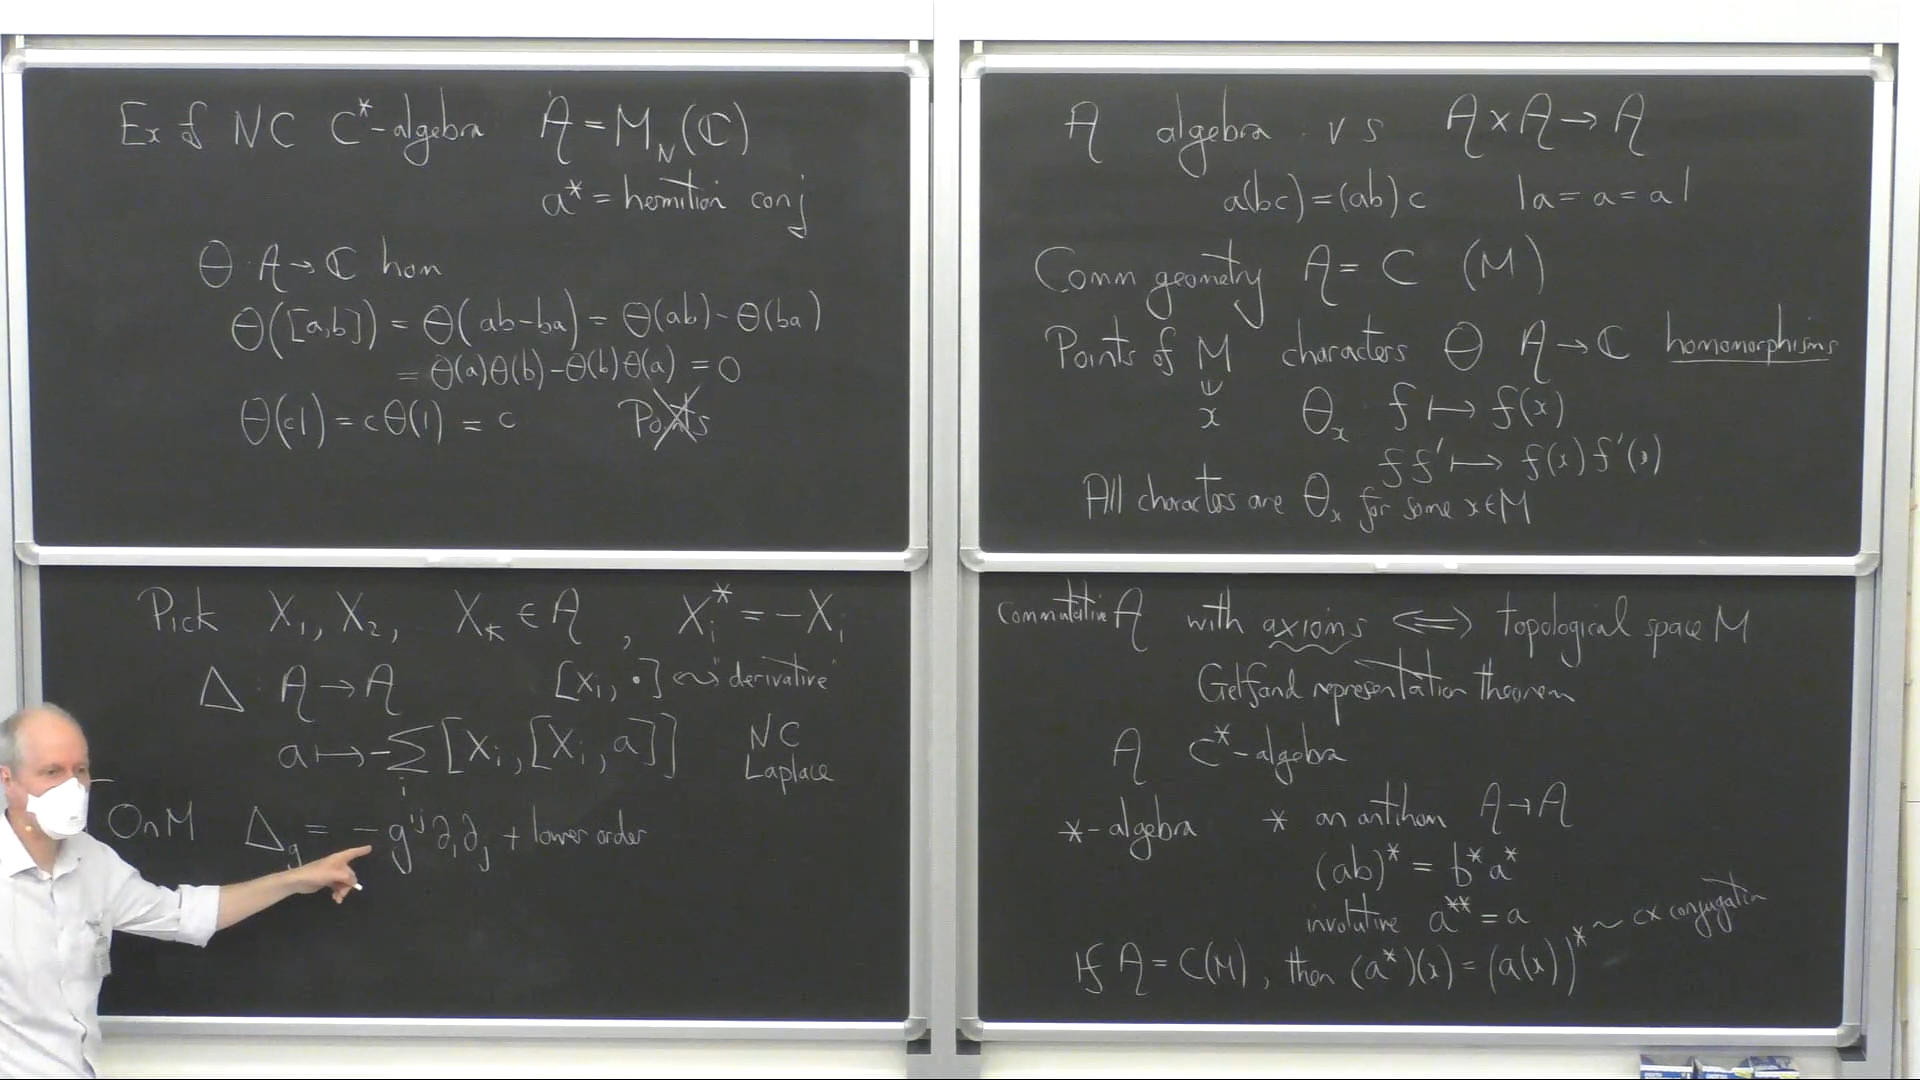 Ex of NC C*-algebra A = M_N(ℂ)
a* = hermitian conj
θ A → ℂ hom
θ([a,b]) = θ(ab-ba) = θ(ab) - θ(ba)
= θ(a)θ(b) - θ(b)θ(a) = 0
θ(c1) = cθ(1) = c Points
Pick X_1, X_2, X_k ∈ A, X_i* = -X_i
Δ A → A [X_i, •] ↭ derivative
a ↦ -∑_i [X_i, [X_i, a]] NC
Laplace
On M Δ_g = -g^{ij} ∂_i ∂_j + lower order
A algebra vs A × A → A
a(bc) = (ab)c 1a = a = a1
Comm geometry A = C (M)
Points of M characters θ A → ℂ homomorphisms
∋
x θ_x f ↦ f(x)
ff' ↦ f(x)f'(x)
All characters are θ_x for some x ∈ M
Commutative A with axioms ⟺ topological space M
Gelfand representation theorem
A C*-algebra
*-algebra * an antihom A → A
(ab)* = b*a*
involutive a** = a
If A = C(M), then (a*)(x) = (a(x))* ~ cx conjugation